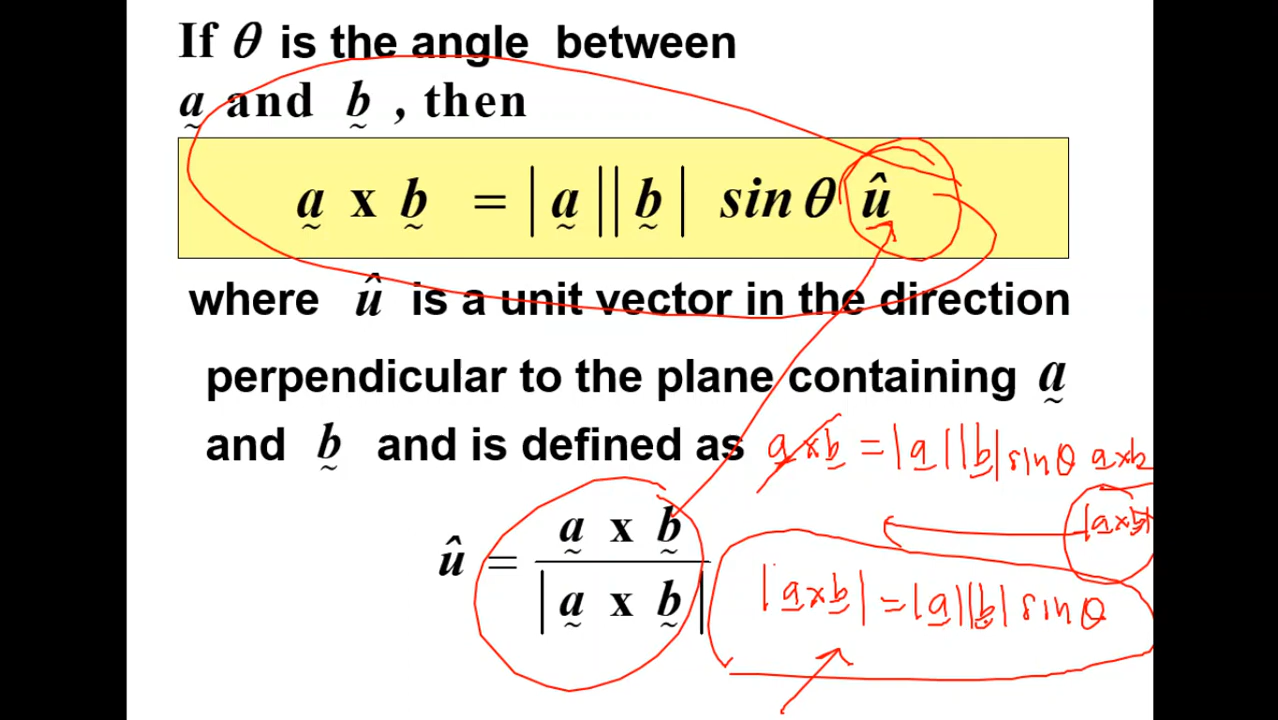 If θ is the angle between
a̰ and b̰ , then
a̰ x b̰ = |a̰||b̰| sin θ û
where û is a unit vector in the direction
perpendicular to the plane containing a̰
and b̰ and is defined as
a x b = |a||b| sin θ a x b
|a x b|
û = a̰ x b̰
|a̰ x b̰|
|a x b| = |a||b| sin θ